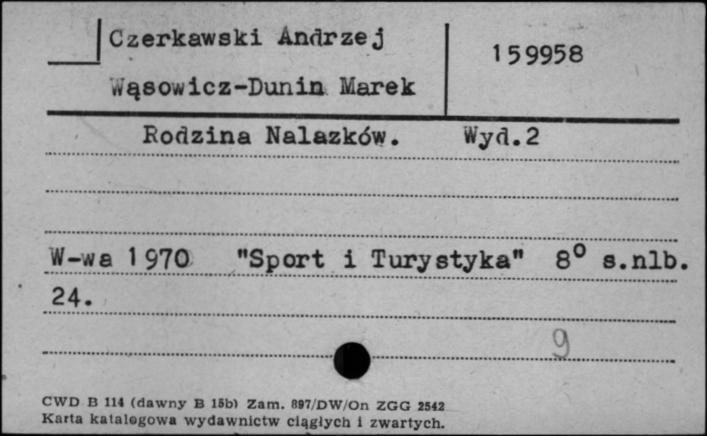 Czerkawski Andrzej
159958
Wąsowicz-Dunin Marek
Rodzina Nalazków. Wyd.2
W-wa 1970 "Sport i Turystyka" 8⁰ s.nlb.
24.
9
CWD B 114 (dawny B 15b) Zam. 897/DW/On ZGG 2542
Karta katalogowa wydawnictw ciągłych i zwartych.